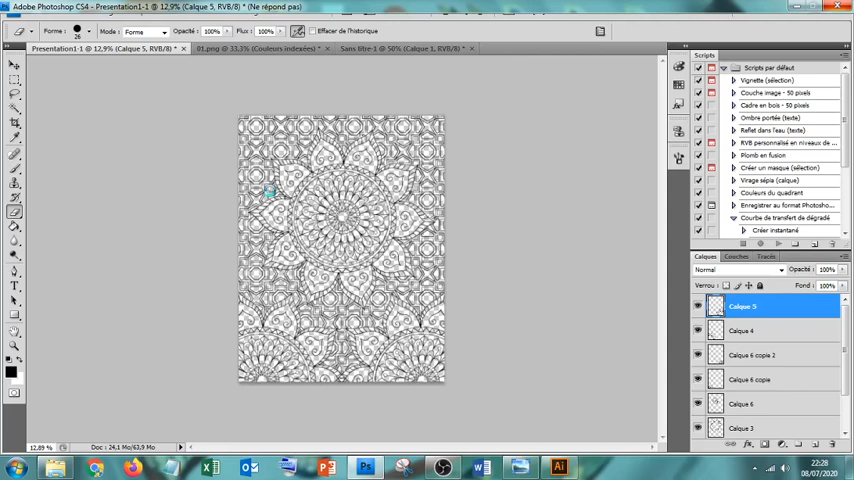 Adobe Photoshop CS4 - Presentation1-1 @ 12,9% (Calque 5, RVB/8) * (Ne répond pas)
Forme : 26 Mode : Forme Opacité : 100% Flux : 100% Effacer de l'historique
Presentation1-1 @ 12,9% (Calque 5, RVB/8) * × 01.png @ 33,3% (Couleurs indexées) * × Sans titre-1 @ 50% (Calque 1, RVB/8) * ×
Scripts
Scripts par défaut
Vignette (sélection)
Couche image - 50 pixels
Cadre en bois - 50 pixels
Ombre portée (texte)
Reflet dans l'eau (texte)
RVB personnalisé en niveaux de ...
Plomb en fusion
Créer un masque (sélection)
Virage sépia (calque)
Couleurs du quadrant
Enregistrer au format Photosho...
Courbe de transfert de dégradé
Créer instantané
Calques Couches Tracés
Normal Opacité : 100%
Verrou : Fond : 100%
Calque 5
Calque 4
Calque 6 copie 2
Calque 6 copie
Calque 6
Calque 3
12,89 % Doc : 24,1 Mo/63,9 Mo
22:28
08/07/2020